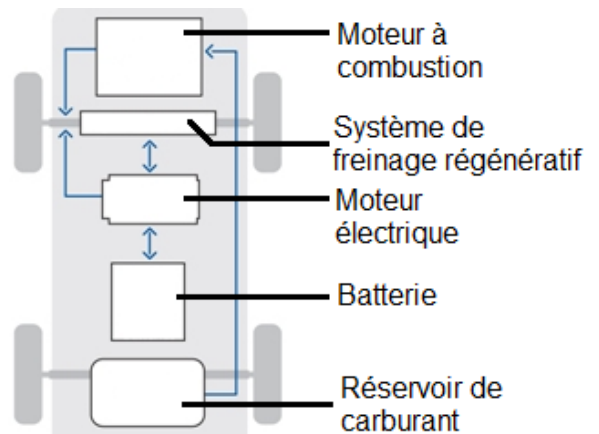 Moteur à
combustion
Système de
freinage régénératif
Moteur
électrique
Batterie
Réservoir de
carburant